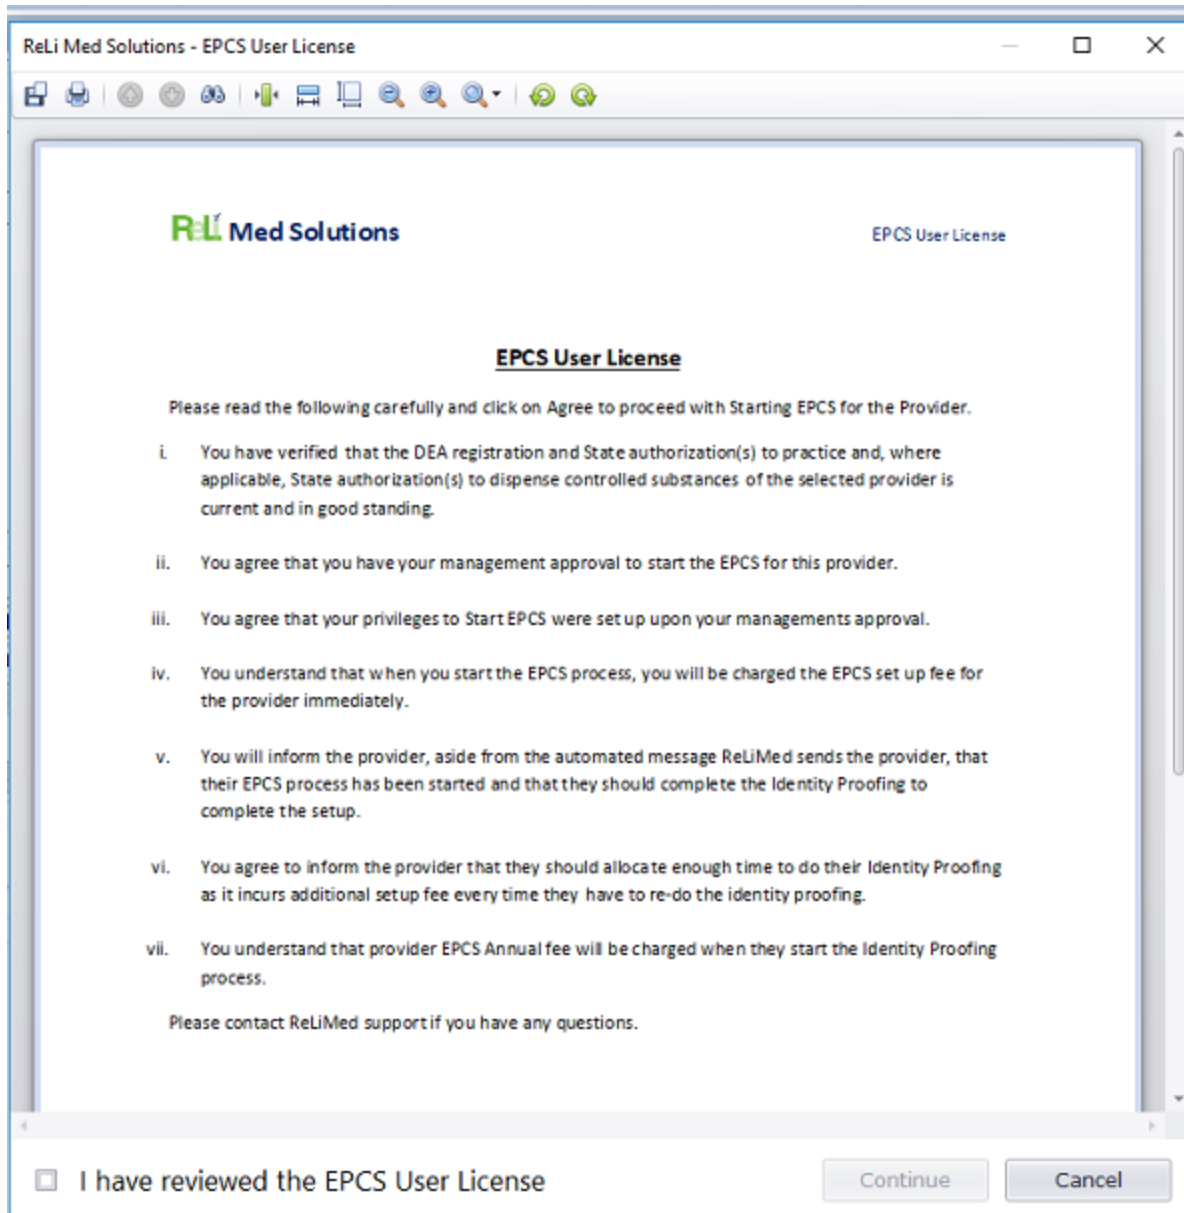 ReLi Med Solutions - EPCS User License
ReLi Med Solutions
EPCS User License
EPCS User License
Please read the following carefully and click on Agree to proceed with Starting EPCS for the Provider.
i. You have verified that the DEA registration and State authorization(s) to practice and, where
applicable, State authorization(s) to dispense controlled substances of the selected provider is
current and in good standing.
ii. You agree that you have your management approval to start the EPCS for this provider.
iii. You agree that your privileges to Start EPCS were set up upon your managements approval.
iv. You understand that when you start the EPCS process, you will be charged the EPCS set up fee for
the provider immediately.
v. You will inform the provider, aside from the automated message ReLiMed sends the provider, that
their EPCS process has been started and that they should complete the Identity Proofing to
complete the setup.
vi. You agree to inform the provider that they should allocate enough time to do their Identity Proofing
as it incurs additional setup fee every time they have to re-do the identity proofing.
vii. You understand that provider EPCS Annual fee will be charged when they start the Identity Proofing
process.
Please contact ReLiMed support if you have any questions.
I have reviewed the EPCS User License
Continue
Cancel